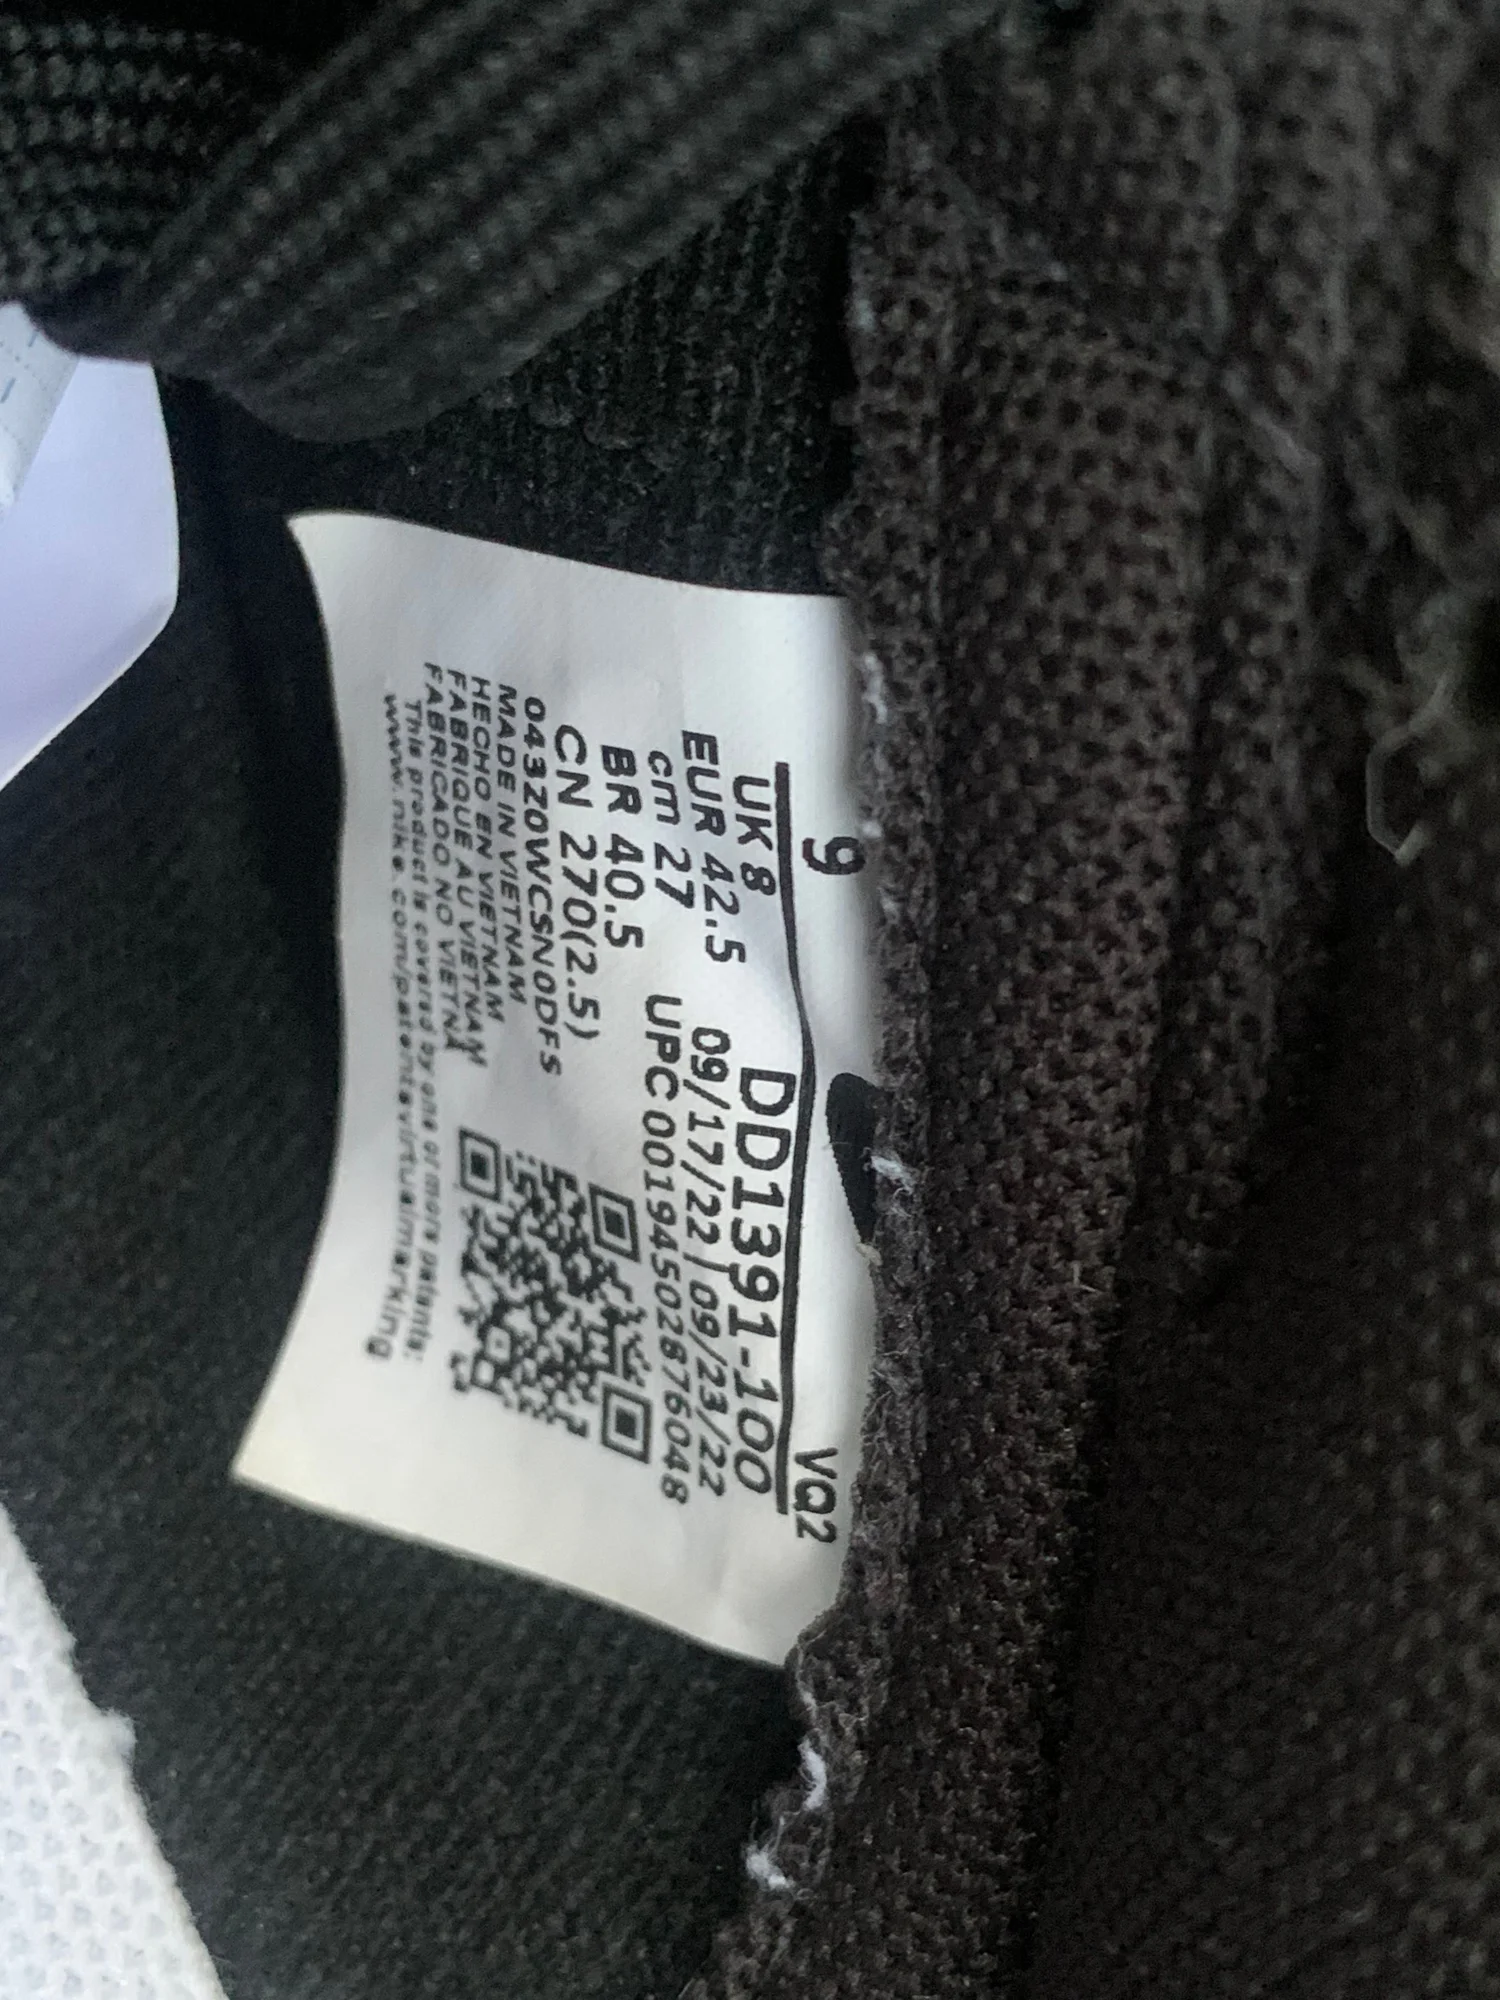 9
VQ2
UK 8
DD1391-100
EUR 42.5
09/17/22 | 09/23/22
cm 27
UPC 00194502876048
BR 40.5
CN 270(2.5)
04320WCSN0DFS
MADE IN VIETNAM
HECHO EN VIETNAM
FABRIQUE AU VIETNAM
FABRICADO NO VIETNÃ
This product is covered by one or more patents:
www.nike.com/patentsvirtualmarking